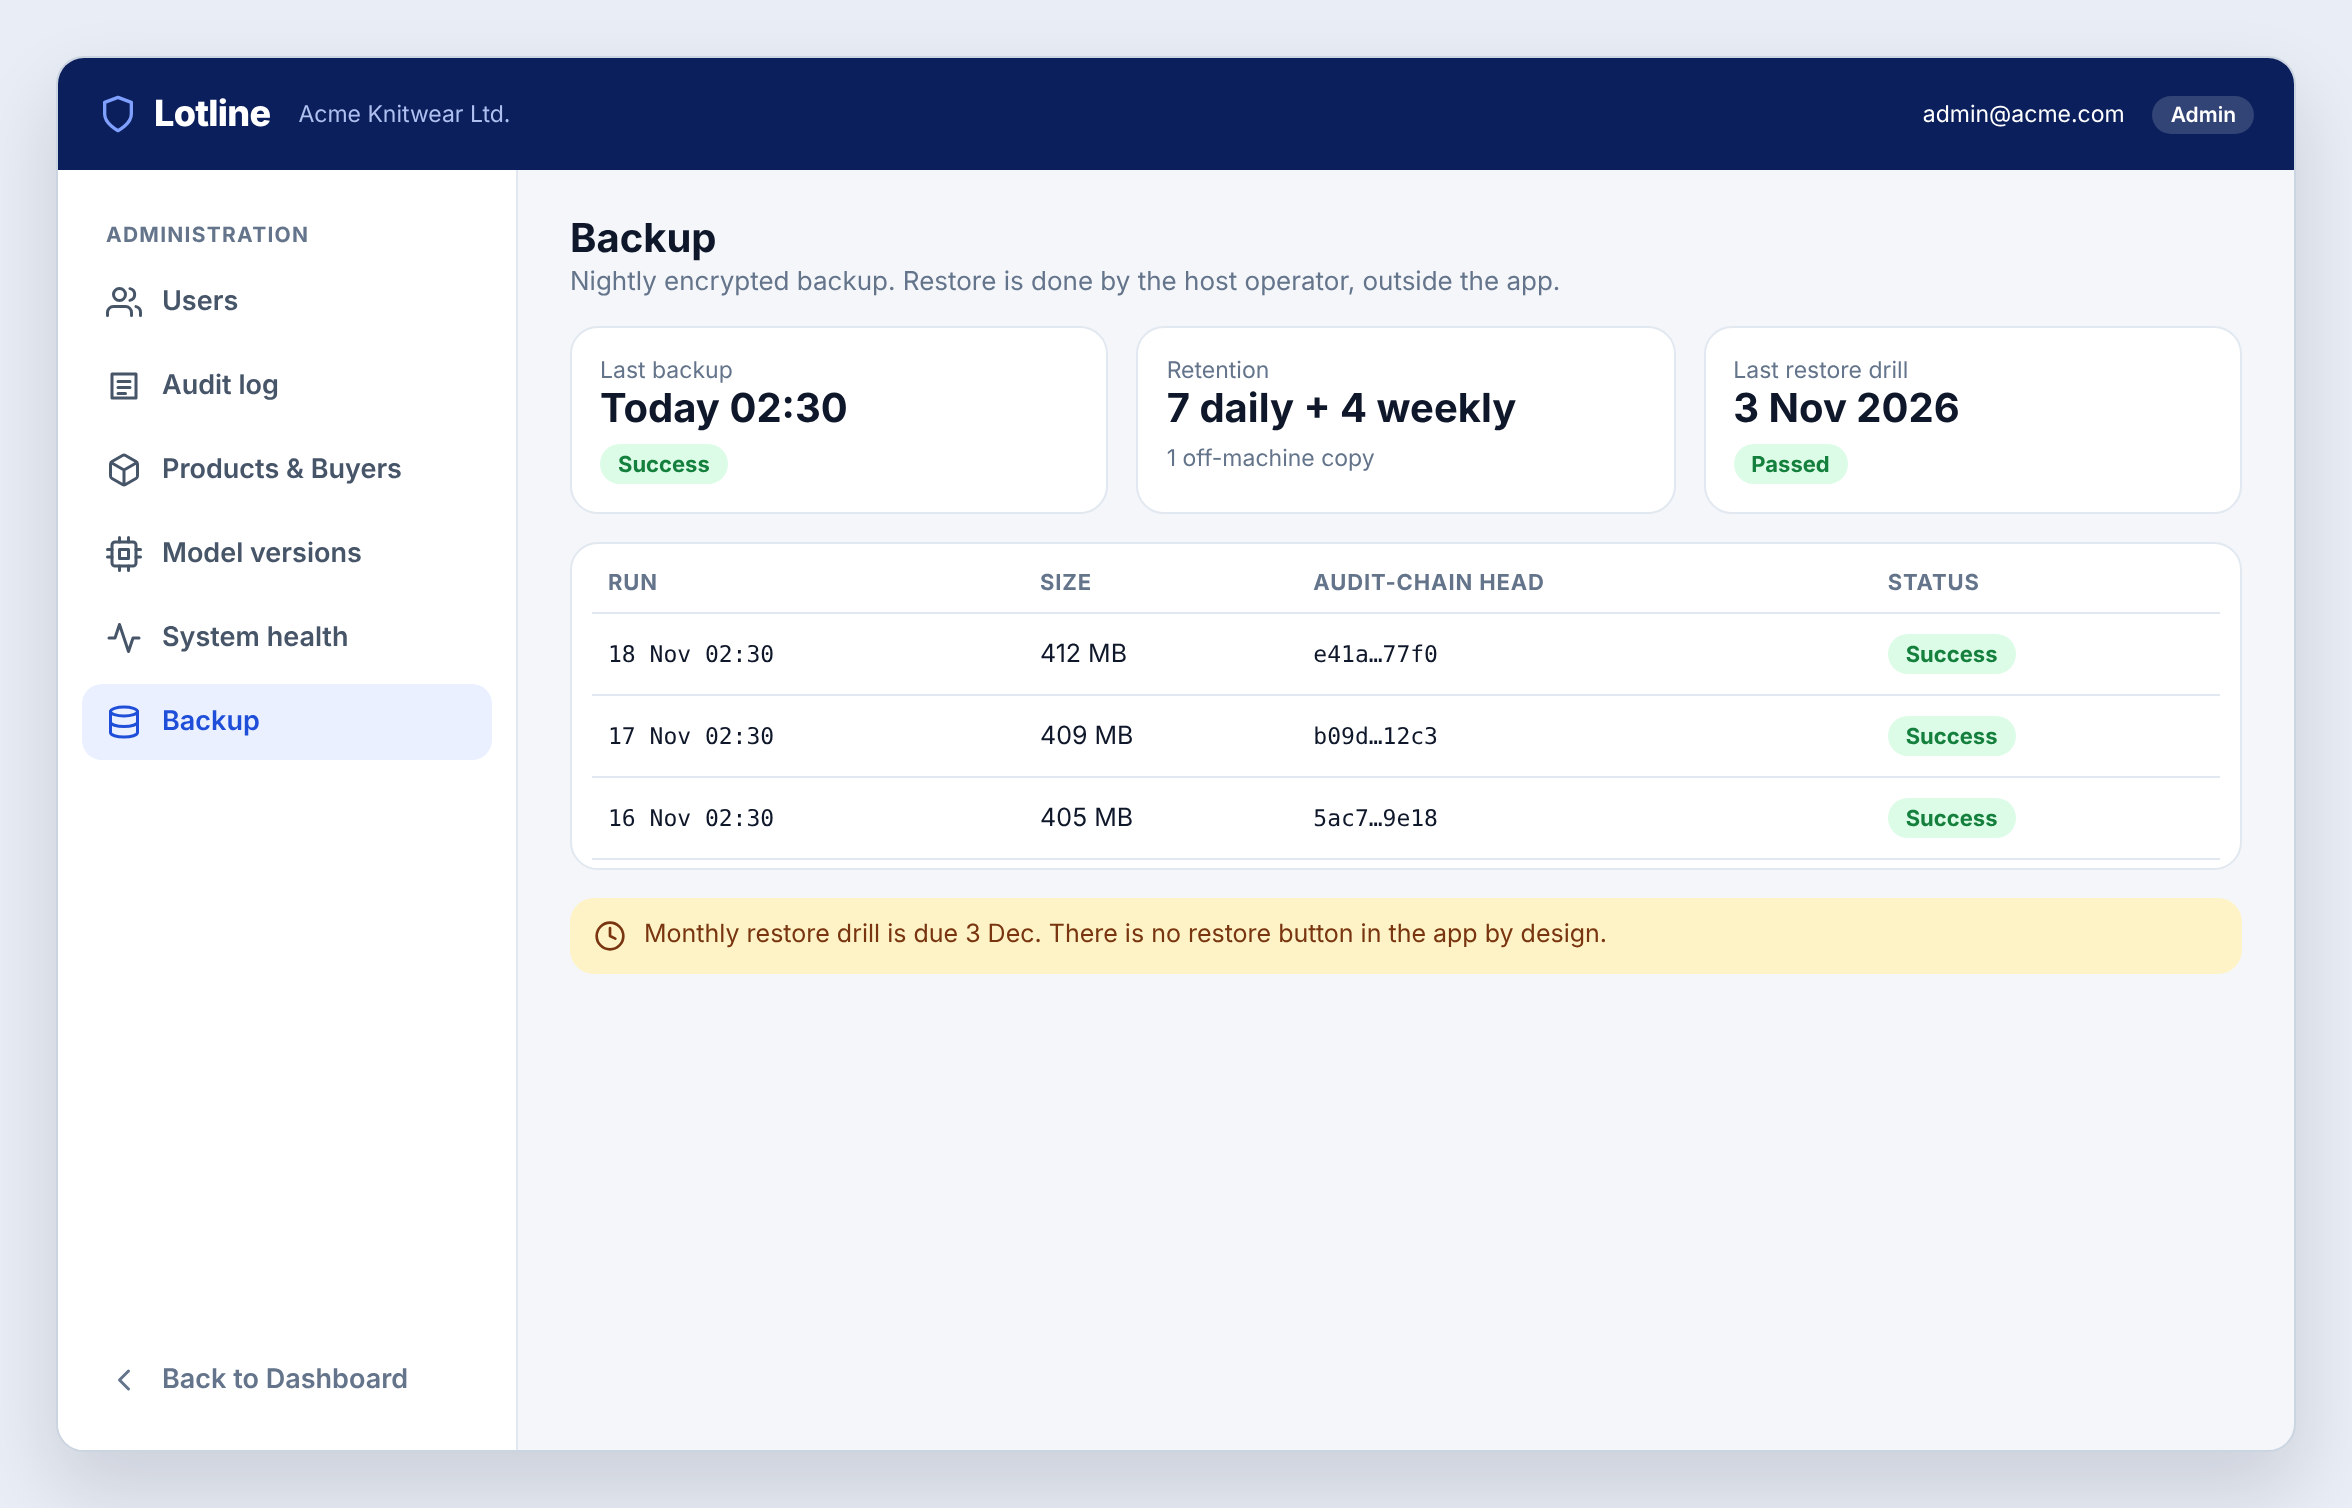 Lotline Acme Knitwear Ltd. admin@acme.com Admin
ADMINISTRATION
Users
Audit log
Products & Buyers
Model versions
System health
Backup
Back to Dashboard
Backup
Nightly encrypted backup. Restore is done by the host operator, outside the app.
Last backup
Today 02:30
Success
Retention
7 daily + 4 weekly
1 off-machine copy
Last restore drill
3 Nov 2026
Passed
RUN SIZE AUDIT-CHAIN HEAD STATUS
18 Nov 02:30 412 MB e41a…77f0 Success
17 Nov 02:30 409 MB b09d…12c3 Success
16 Nov 02:30 405 MB 5ac7…9e18 Success
Monthly restore drill is due 3 Dec. There is no restore button in the app by design.